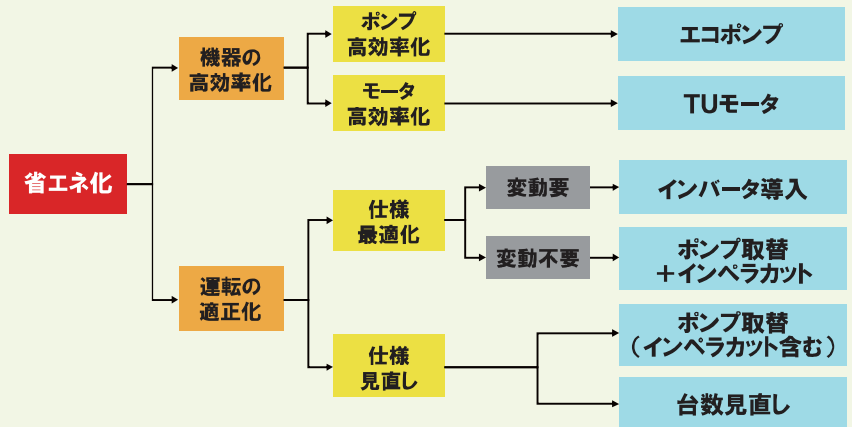 省エネ化
機器の
高効率化
運転の
適正化
ポンプ
高効率化
モータ
高効率化
仕様
最適化
仕様
見直し
変動要
変動不要
エコポンプ
TUモータ
インバータ導入
ポンプ取替
＋インペラカット
ポンプ取替
（インペラカット含む）
台数見直し